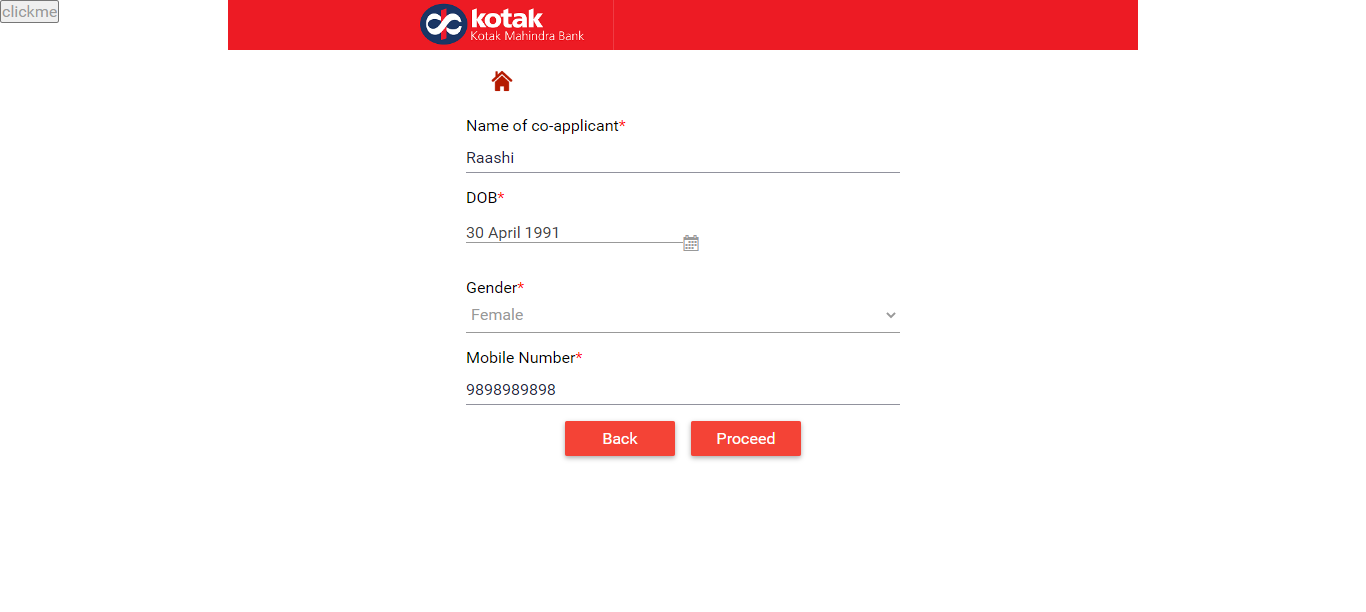 clickme
kotak
Kotak Mahindra Bank
Name of co-applicant*
Raashi
DOB*
30 April 1991
Gender*
Female
Mobile Number*
9898989898
Back Proceed